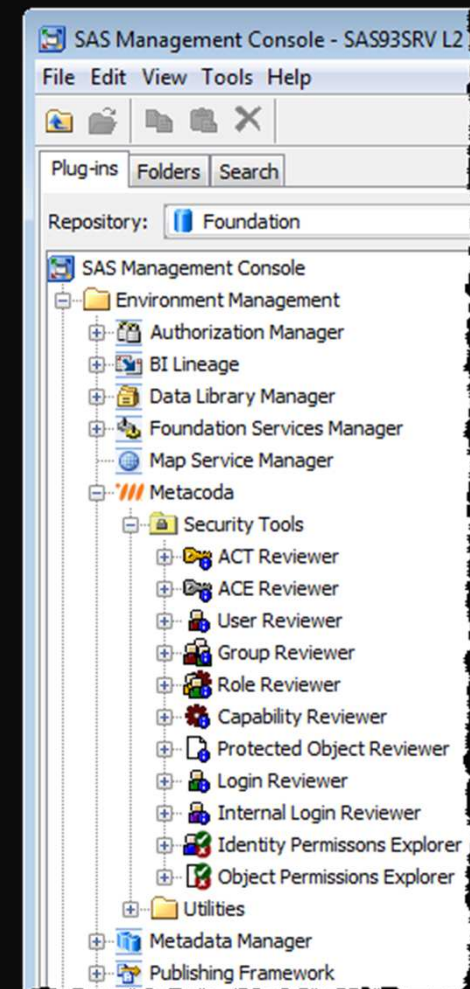 SAS Management Console - SAS93SRV L2
File Edit View Tools Help
Plug-ins Folders Search
Repository: Foundation
SAS Management Console
Environment Management
Authorization Manager
BI Lineage
Data Library Manager
Foundation Services Manager
Map Service Manager
Metacoda
Security Tools
ACT Reviewer
ACE Reviewer
User Reviewer
Group Reviewer
Role Reviewer
Capability Reviewer
Protected Object Reviewer
Login Reviewer
Internal Login Reviewer
Identity Permissons Explorer
Object Permissions Explorer
Utilities
Metadata Manager
Publishing Framework